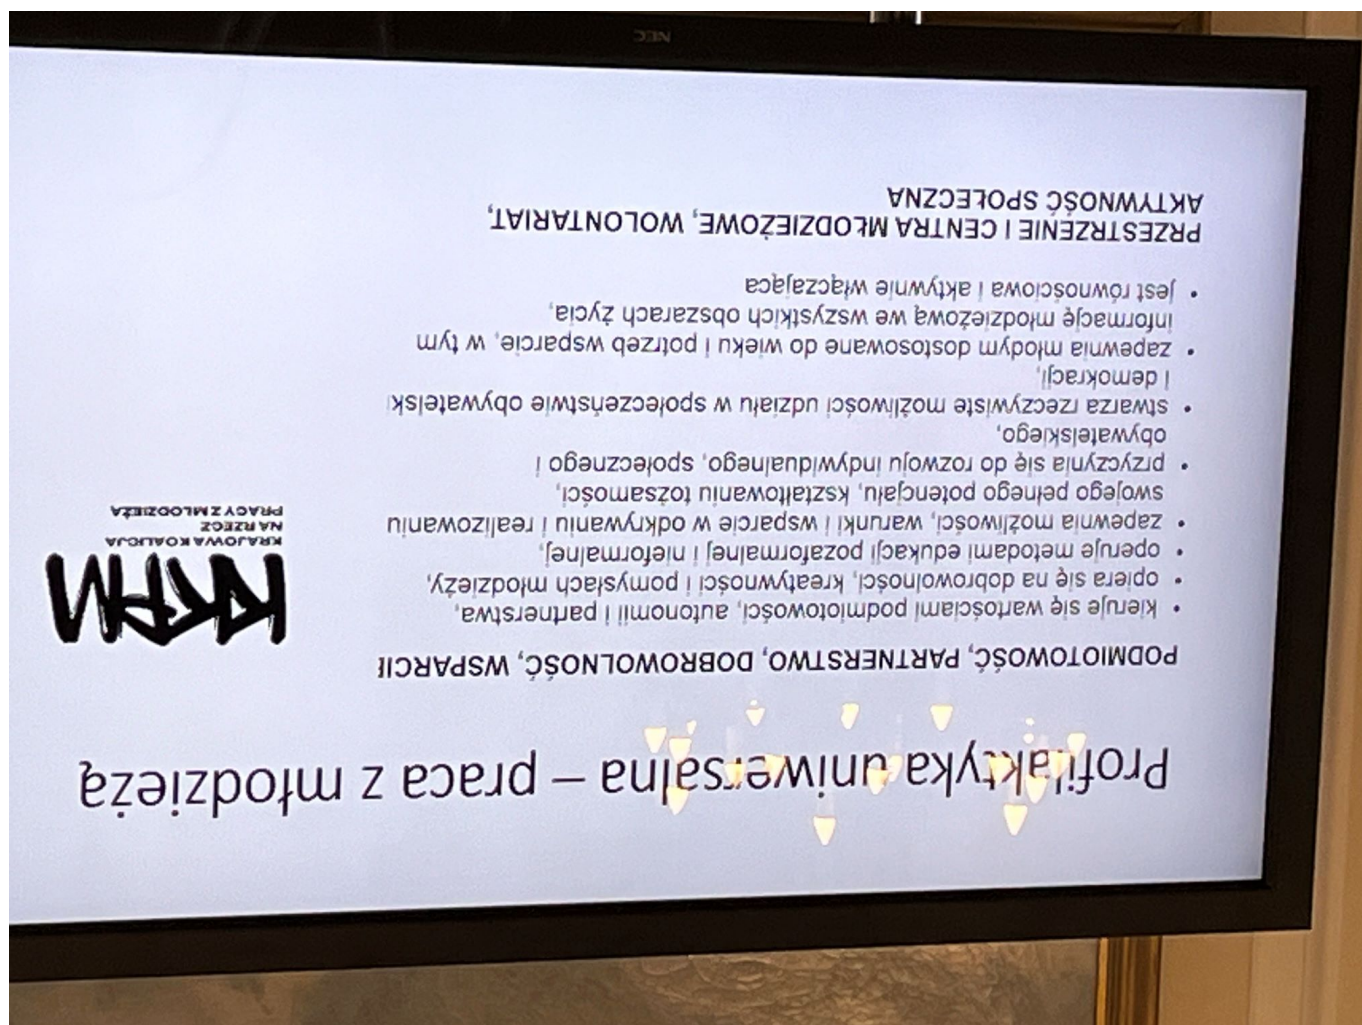 Profilaktyka uniwersalna – praca z młodzieżą
PODMIOTOWOŚĆ, PARTNERSTWO, DOBROWOLNOŚĆ, WSPARCIE
• kieruje się wartościami podmiotowości, autonomii i partnerstwa,
• opiera się na dobrowolności, kreatywności i pomysłach młodzieży,
• operuje metodami edukacji pozaformalnej i nieformalnej,
• zapewnia możliwości, warunki i wsparcie w odkrywaniu i realizowaniu
swojego pełnego potencjału, kształtowaniu tożsamości,
• przyczynia się do rozwoju indywidualnego, społecznego i
obywatelskiego,
• stwarza rzeczywiste możliwości udziału w społeczeństwie obywatelski
i demokracji,
• zapewnia młodym dostosowane do wieku i potrzeb wsparcie, w tym
informację młodzieżową we wszystkich obszarach życia,
• jest równościowa i aktywnie włączająca
PRZESTRZENIE I CENTRA MŁODZIEŻOWE, WOLONTARIAT,
AKTYWNOŚĆ SPOŁECZNA
KKPM
KRAJOWA KOALICJA
NA RZECZ
PRACY Z MŁODZIEŻĄ
NEC